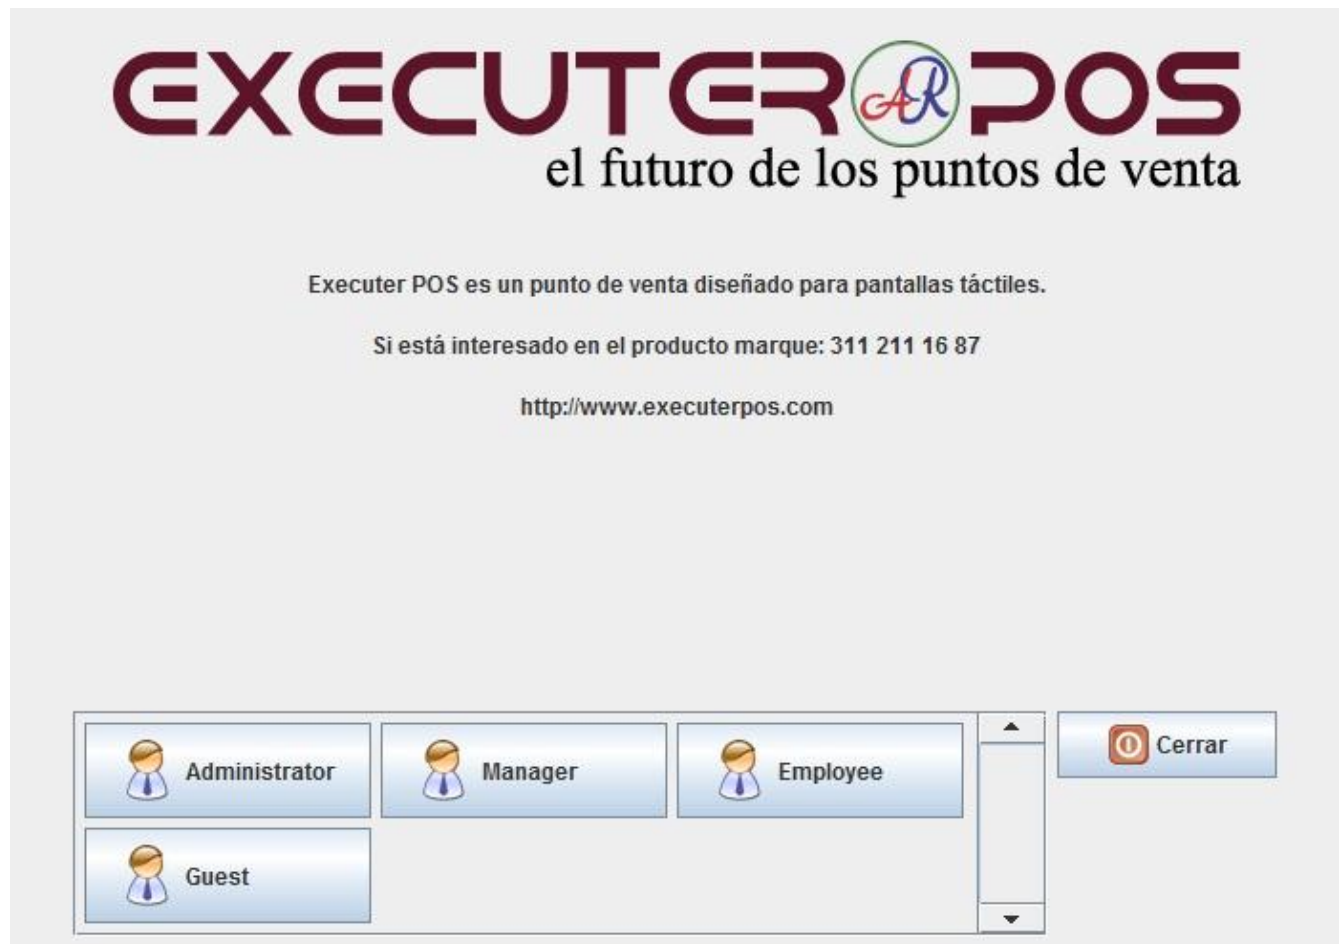 EXECUTER AR POS
el futuro de los puntos de venta
Executer POS es un punto de venta diseñado para pantallas táctiles.
Si está interesado en el producto marque: 311 211 16 87
http://www.executerpos.com
Administrator
Manager
Employee
Cerrar
Guest